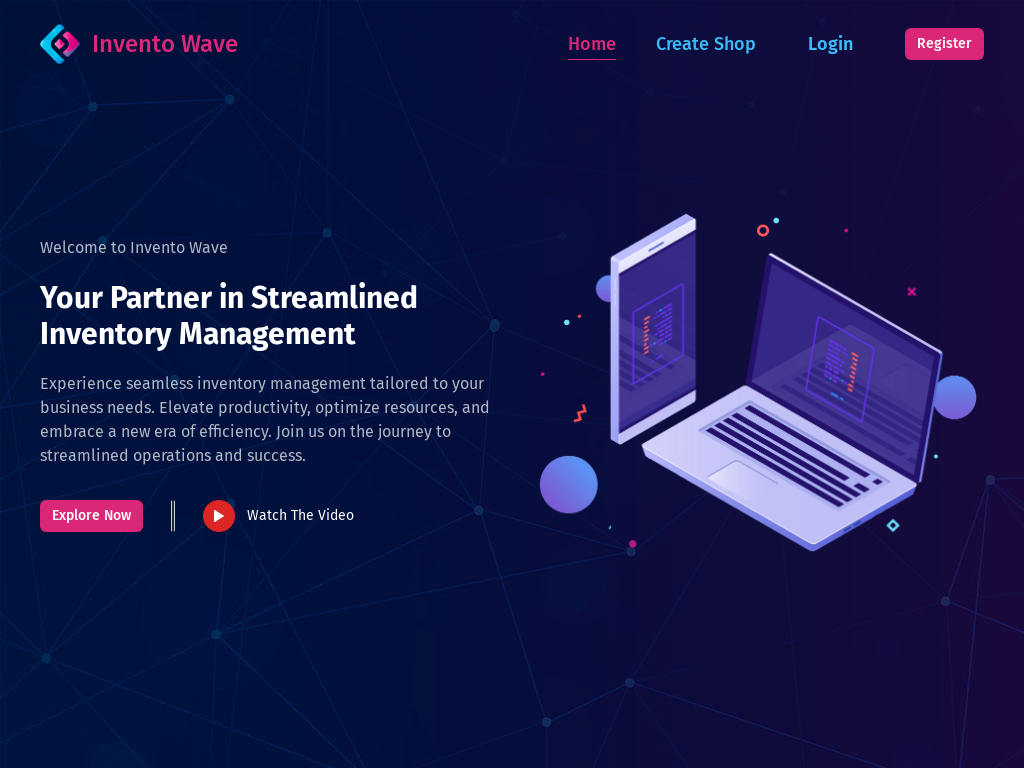 Invento Wave
Home
Create Shop
Login
Register
Welcome to Invento Wave
Your Partner in Streamlined
Inventory Management
Experience seamless inventory management tailored to your
business needs. Elevate productivity, optimize resources, and
embrace a new era of efficiency. Join us on the journey to
streamlined operations and success.
Explore Now
Watch The Video